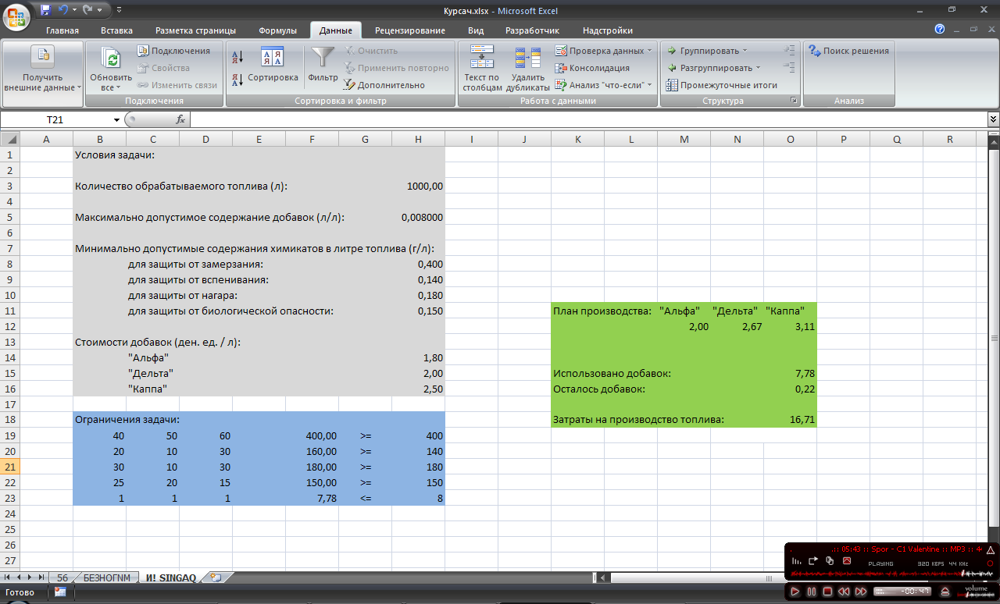 Курсач.xlsx - Microsoft Excel
Главная Вставка Разметка страницы Формулы Данные Рецензирование Вид Разработчик Надстройки
Получить внешние данные
Обновить все
Подключения
Свойства
Изменить связи
Подключения
Сортировка
Фильтр
Очистить
Применить повторно
Дополнительно
Сортировка и фильтр
Текст по столбцам
Удалить дубликаты
Проверка данных
Консолидация
Анализ "что-если"
Работа с данными
Группировать
Разгруппировать
Промежуточные итоги
Структура
Поиск решения
Анализ
T21 fx
A B C D E F G H I J K L M N O P Q R
1 Условия задачи:
2
3 Количество обрабатываемого топлива (л): 1000,00
4
5 Максимально допустимое содержание добавок (л/л): 0,008000
6
7 Минимально допустимые содержания химикатов в литре топлива (г/л):
8 для защиты от замерзания: 0,400
9 для защиты от вспенивания: 0,140
10 для защиты от нагара: 0,180
11 для защиты от биологической опасности: 0,150 План производства: "Альфа" "Дельта" "Каппа"
12 2,00 2,67 3,11
13 Стоимости добавок (ден. ед. / л):
14 "Альфа" 1,80
15 "Дельта" 2,00 Использовано добавок: 7,78
16 "Каппа" 2,50 Осталось добавок: 0,22
17
18 Ограничения задачи: Затраты на производство топлива: 16,71
19 40 50 60 400,00 >= 400
20 20 10 30 160,00 >= 140
21 30 10 30 180,00 >= 180
22 25 20 15 150,00 >= 150
23 1 1 1 7,78 <= 8
24
25
26
27
.:: 05:43 :: Spor - C1 Valentine :: MP3 :: 44
PLAYING 320 KBPS 44 KHz
-00:47 volume
56 БЕЗНОГNM И! SINGAQ
Готово